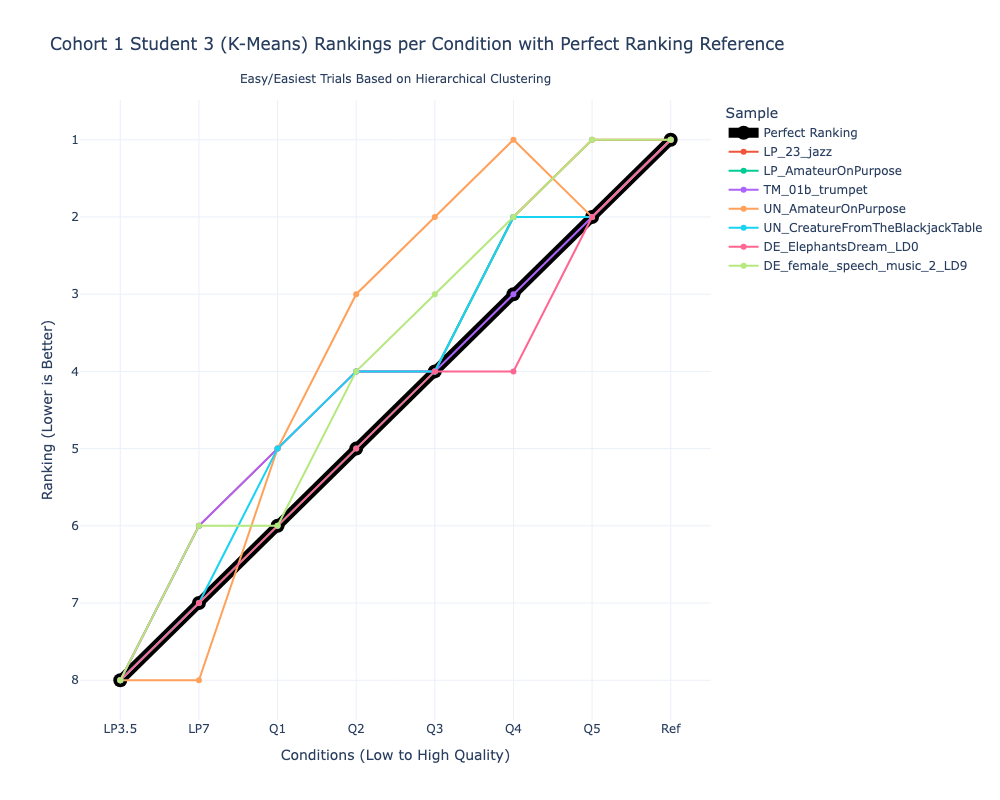 Cohort 1 Student 3 (K-Means) Rankings per Condition with Perfect Ranking Reference
Easy/Easiest Trials Based on Hierarchical Clustering
Sample
Perfect Ranking
LP_23_jazz
LP_AmateurOnPurpose
TM_01b_trumpet
UN_AmateurOnPurpose
UN_CreatureFromTheBlackjackTable
DE_ElephantsDream_LD0
DE_female_speech_music_2_LD9
Ranking (Lower is Better)
1
2
3
4
5
6
7
8
LP3.5 LP7 Q1 Q2 Q3 Q4 Q5 Ref
Conditions (Low to High Quality)